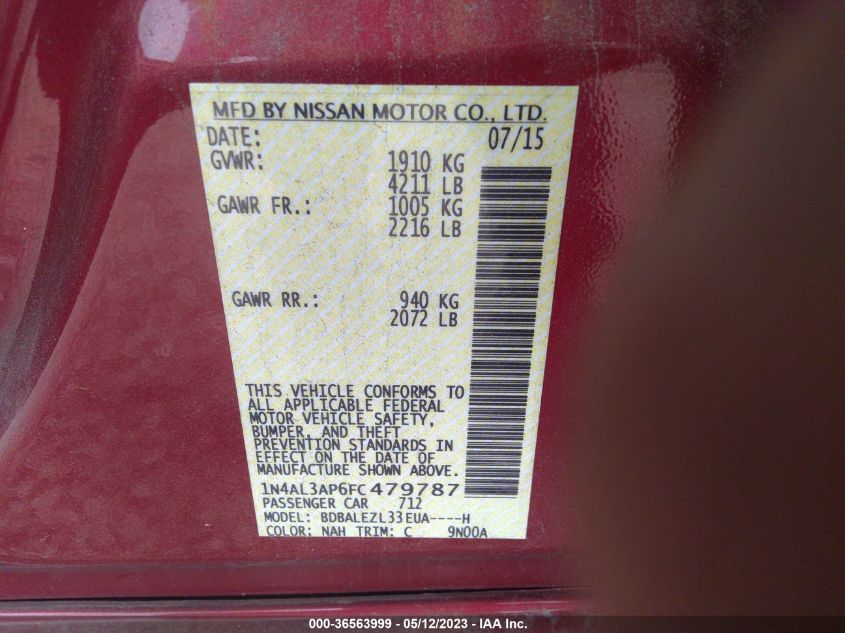 MFD BY NISSAN MOTOR CO., LTD.
DATE: 07/15
GVWR: 1910 KG
4211 LB
GAWR FR.: 1005 KG
2216 LB
GAWR RR.: 940 KG
2072 LB
THIS VEHICLE CONFORMS TO
ALL APPLICABLE FEDERAL
MOTOR VEHICLE SAFETY,
BUMPER, AND THEFT
PREVENTION STANDARDS IN
EFFECT ON THE DATE OF
MANUFACTURE SHOWN ABOVE.
1N4AL3AP6FC479787
PASSENGER CAR 712
MODEL: BDBALEZL33EUA----H
COLOR: NAH TRIM: C 9N00A
000-36563999 - 05/12/2023 - IAA Inc.